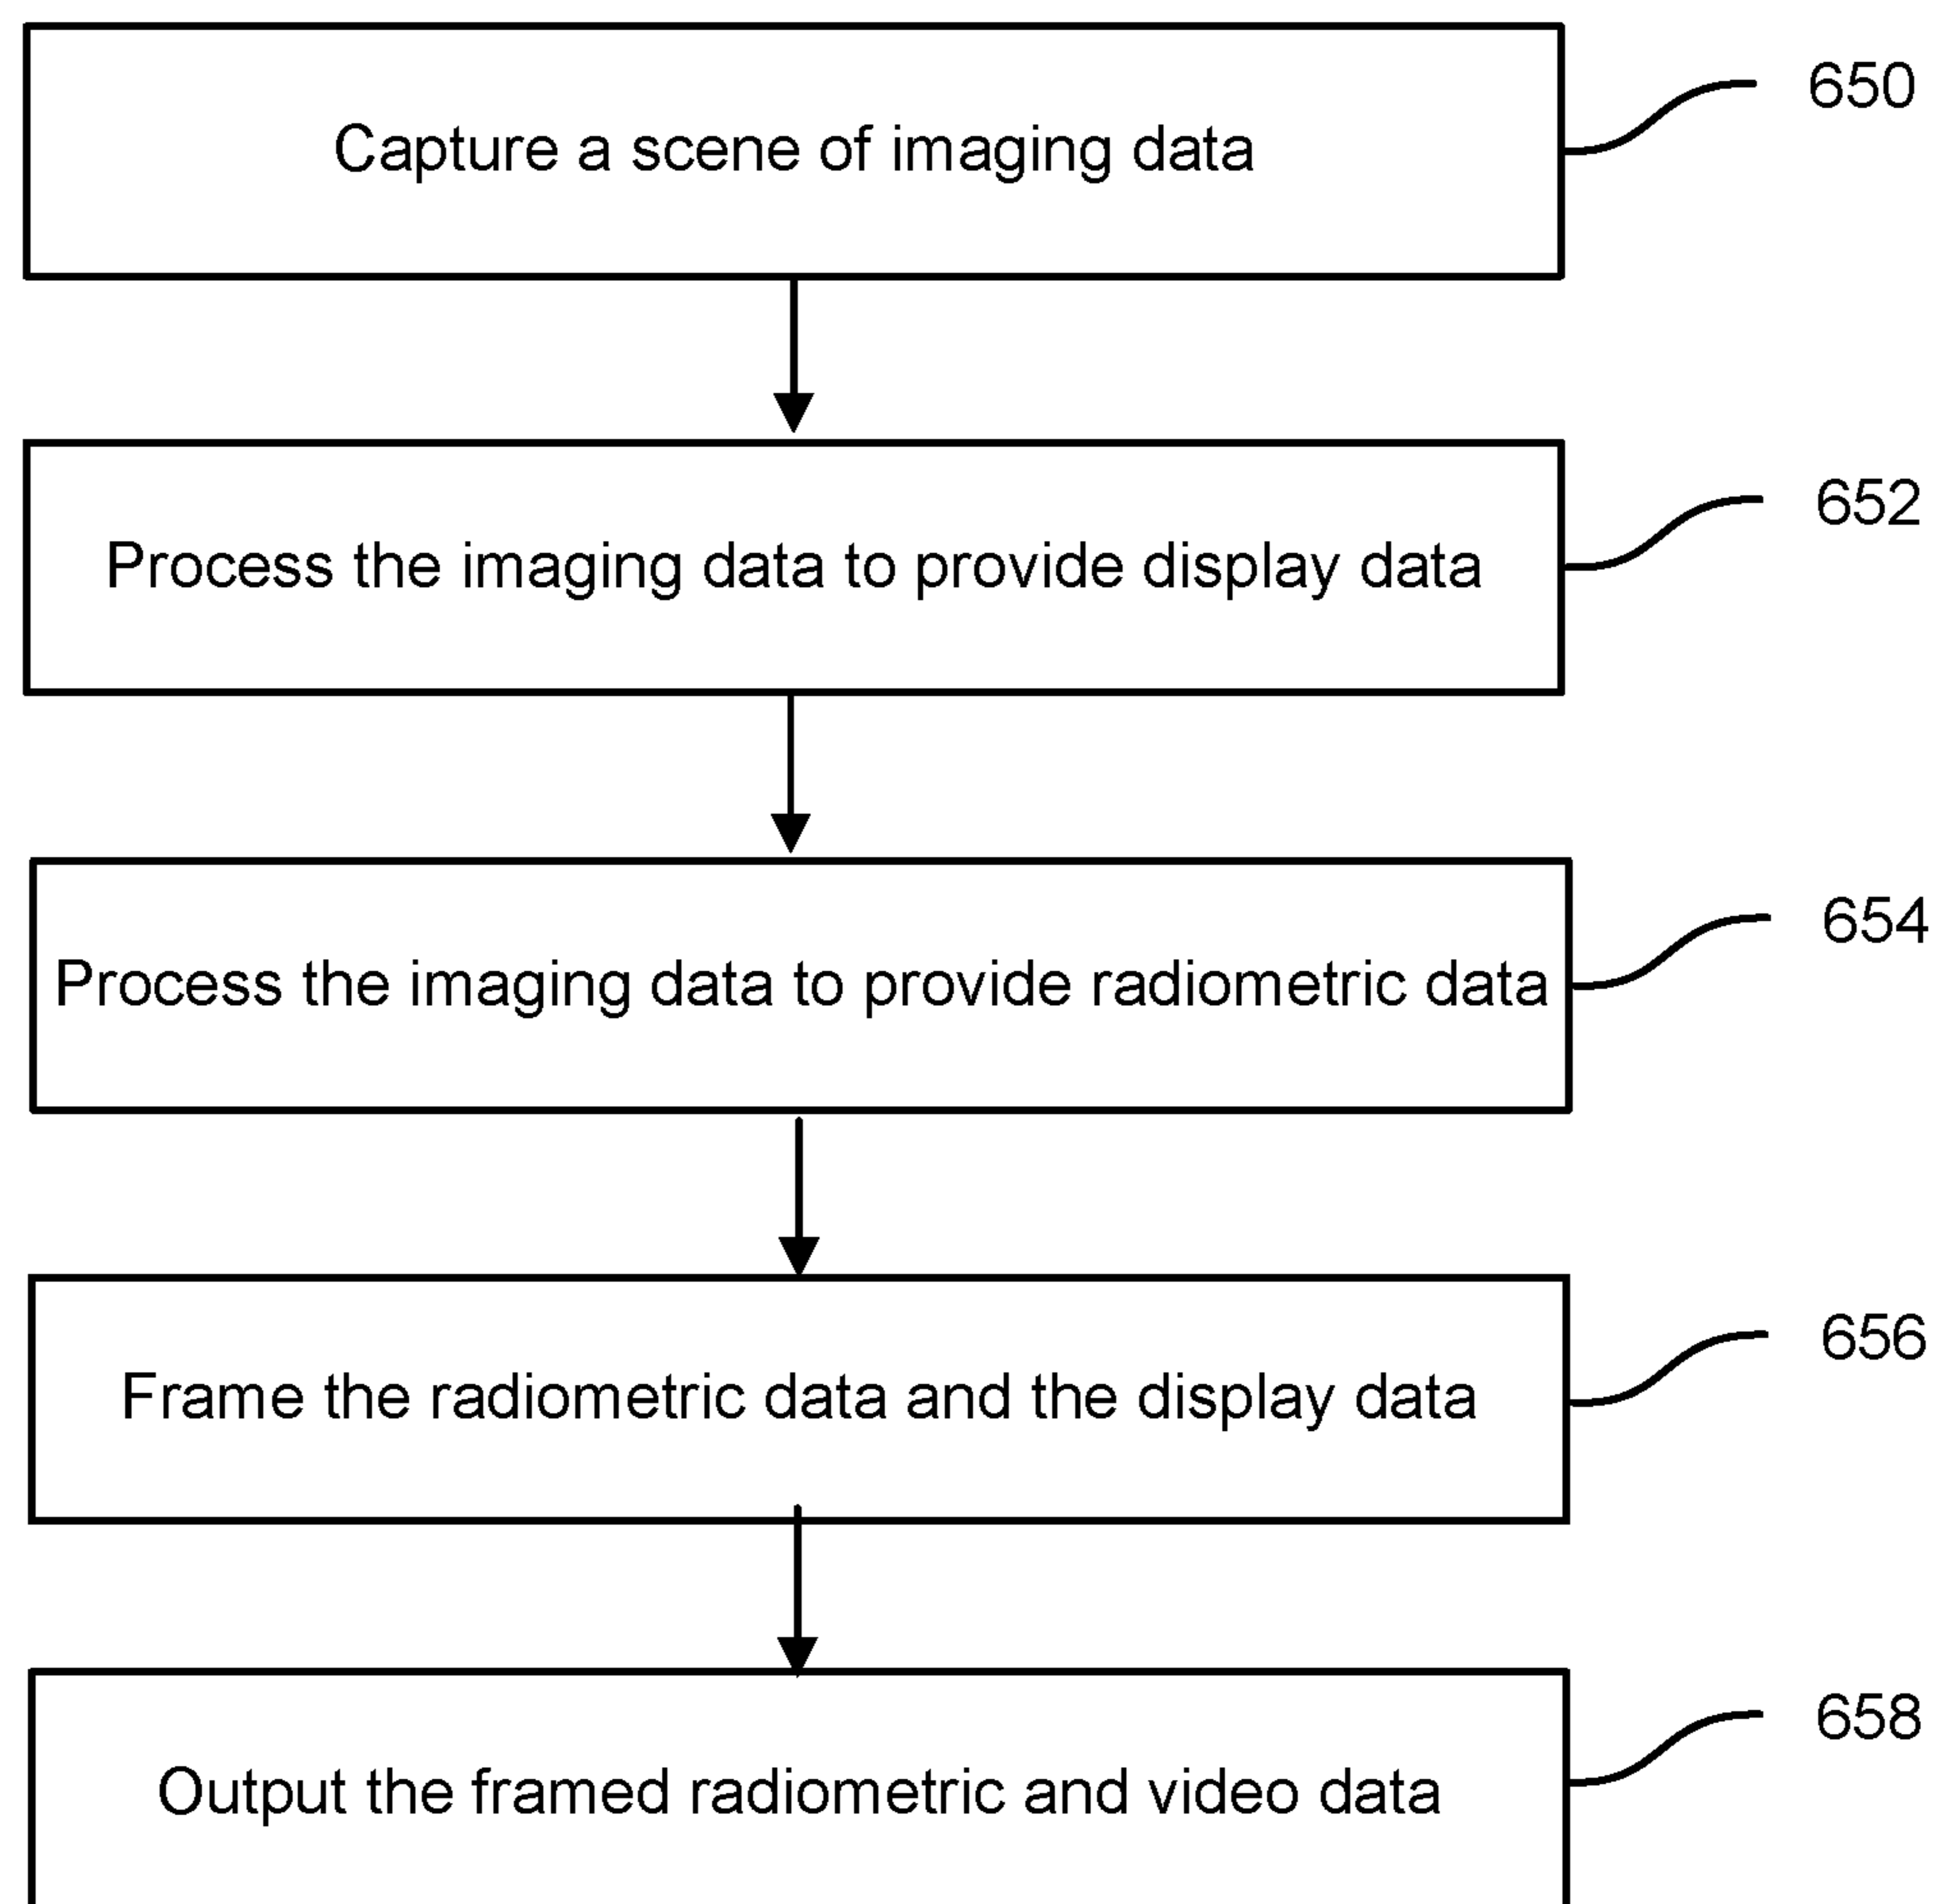 Capture a scene of imaging data
650
Process the imaging data to provide display data
652
Process the imaging data to provide radiometric data
654
Frame the radiometric data and the display data
656
Output the framed radiometric and video data
658